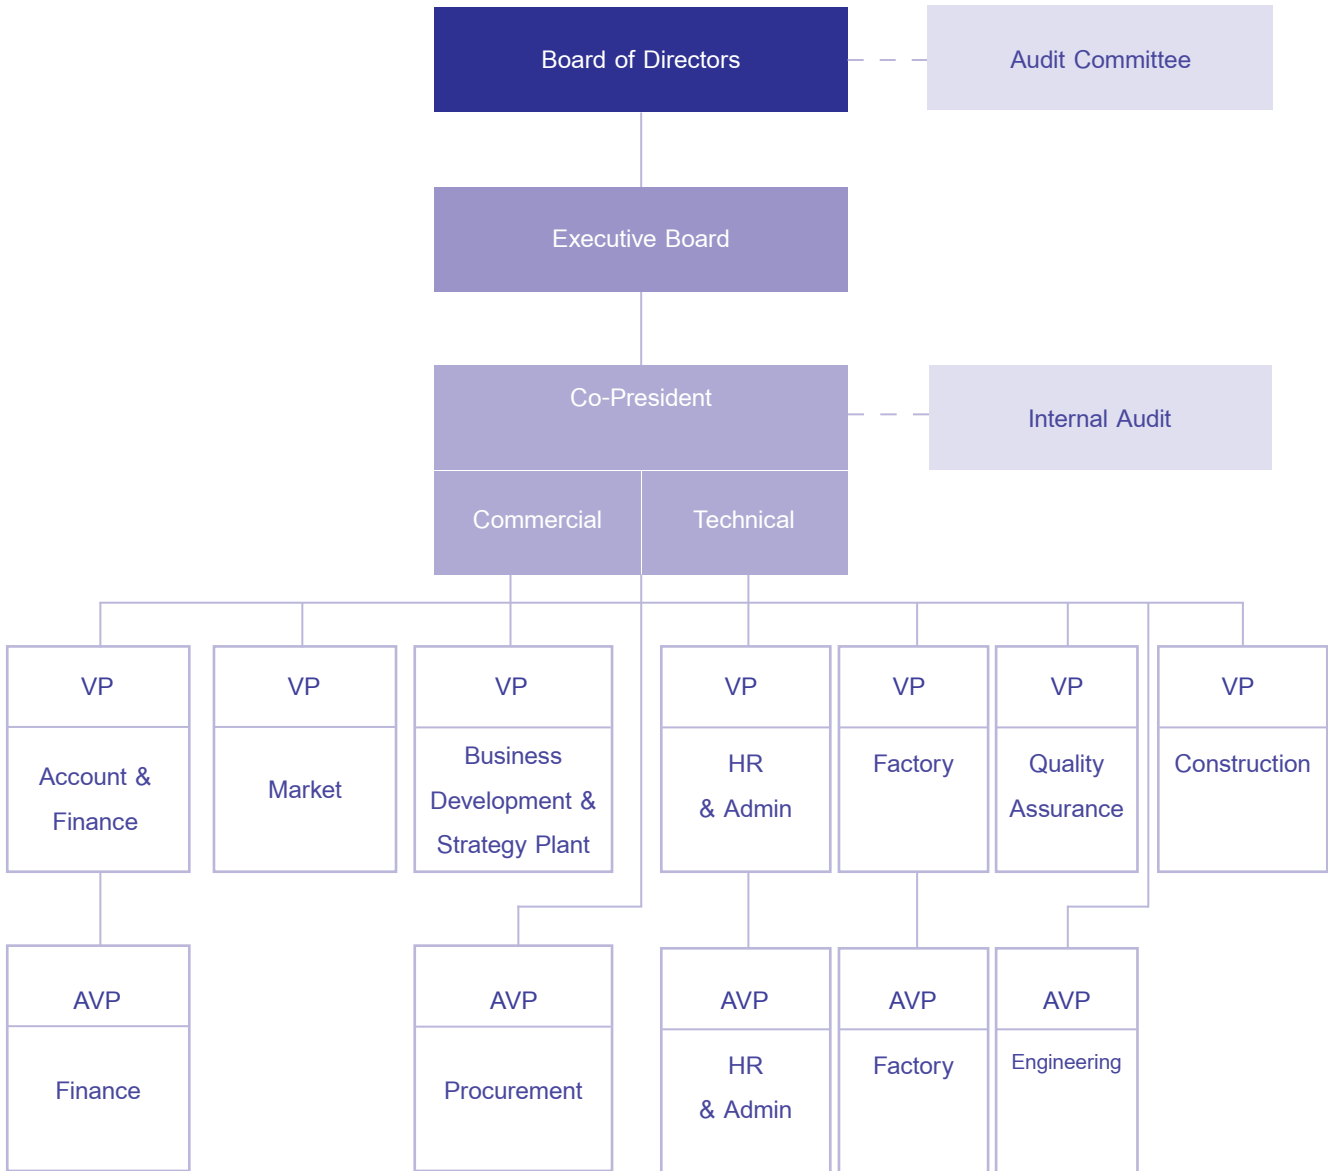 Board of Directors
Audit Committee
Executive Board
Co-President
Internal Audit
Commercial
Technical
VP
Account &
Finance
VP
Market
VP
Business
Development &
Strategy Plant
VP
HR
& Admin
VP
Factory
VP
Quality
Assurance
VP
Construction
AVP
Finance
AVP
Procurement
AVP
HR
& Admin
AVP
Factory
AVP
Engineering